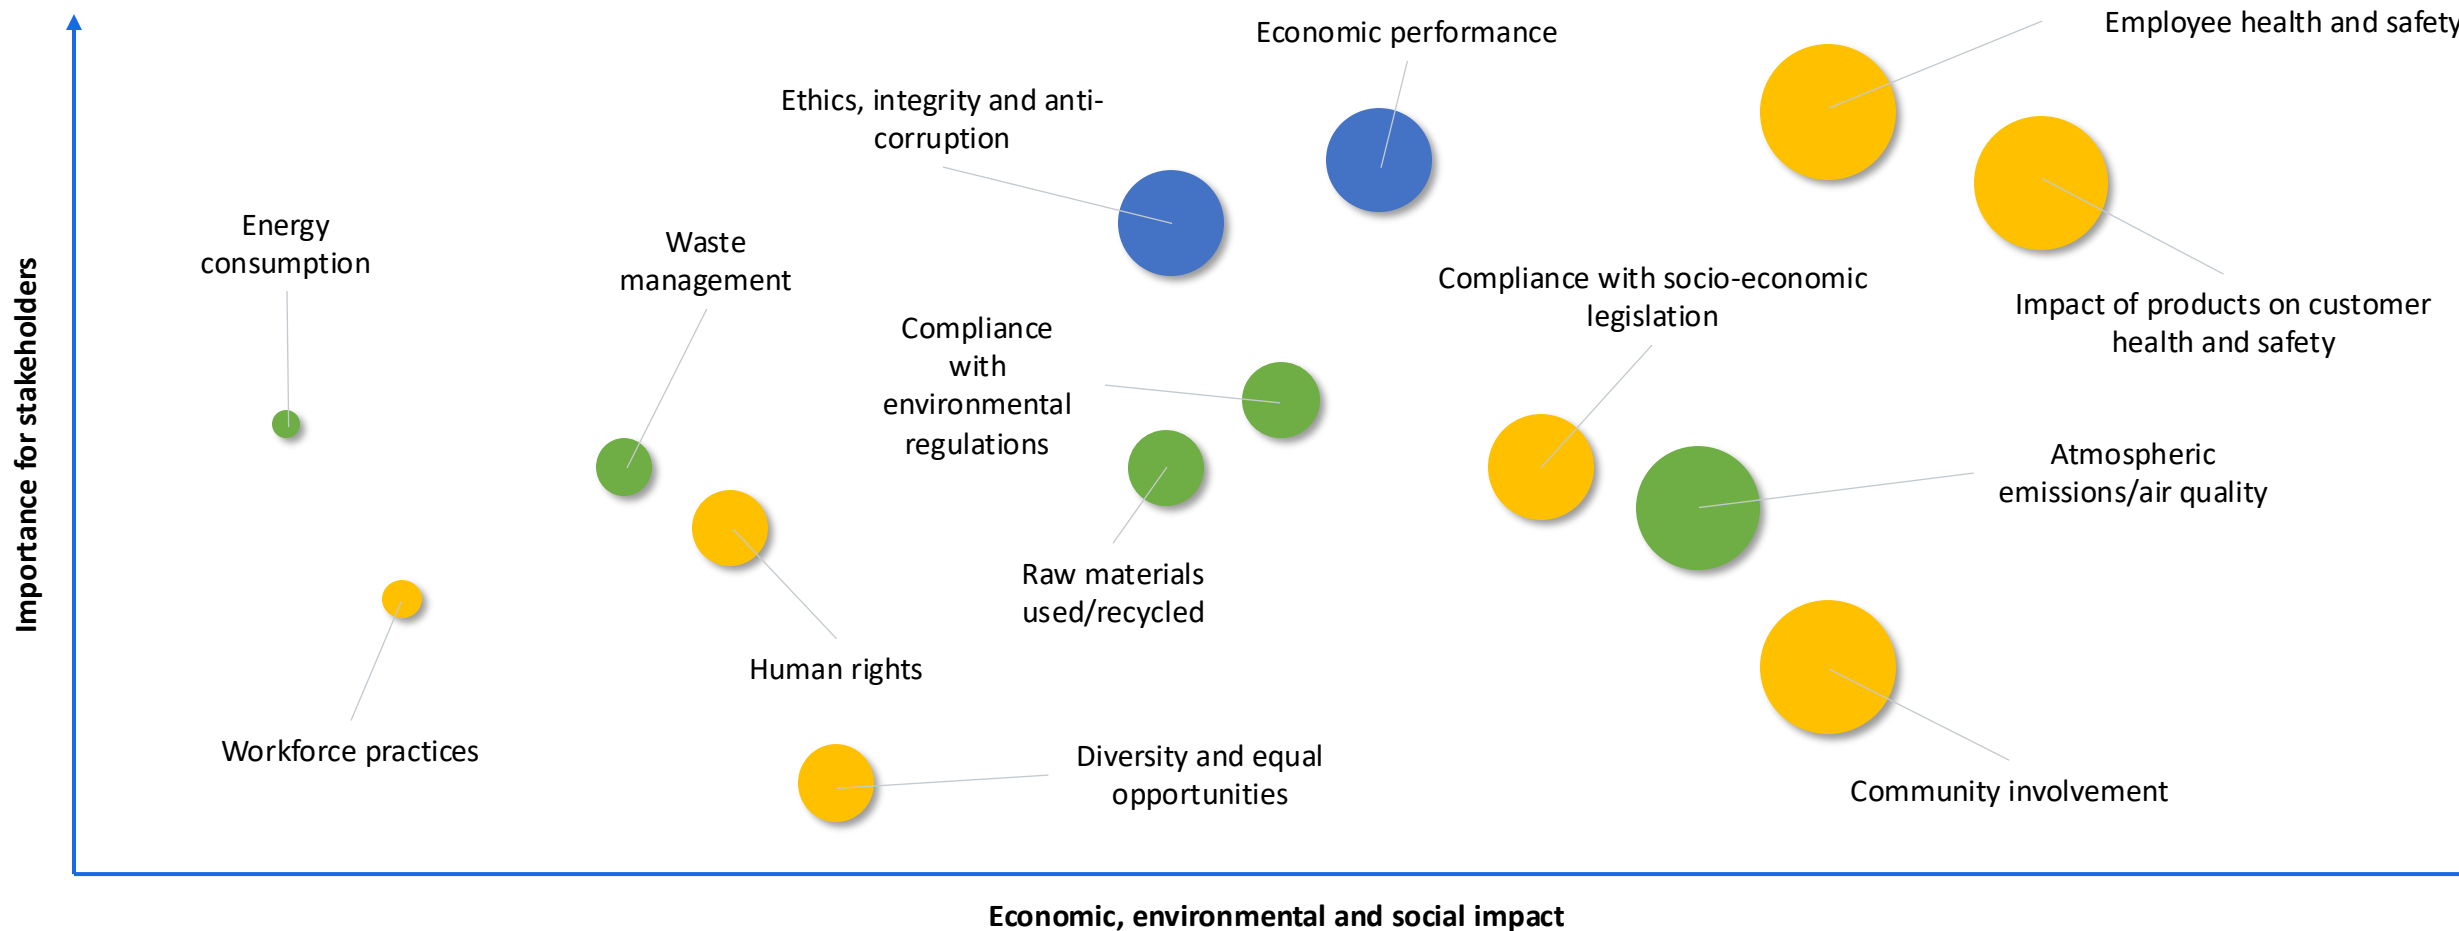 Employee health and safety
Economic performance
Ethics, integrity and anti-
corruption
Energy
consumption
Waste
management
Compliance with socio-economic
legislation
Impact of products on customer
health and safety
Compliance
with
environmental
regulations
Atmospheric
emissions/air quality
Raw materials
used/recycled
Human rights
Workforce practices
Diversity and equal
opportunities
Community involvement
Importance for stakeholders
Economic, environmental and social impact